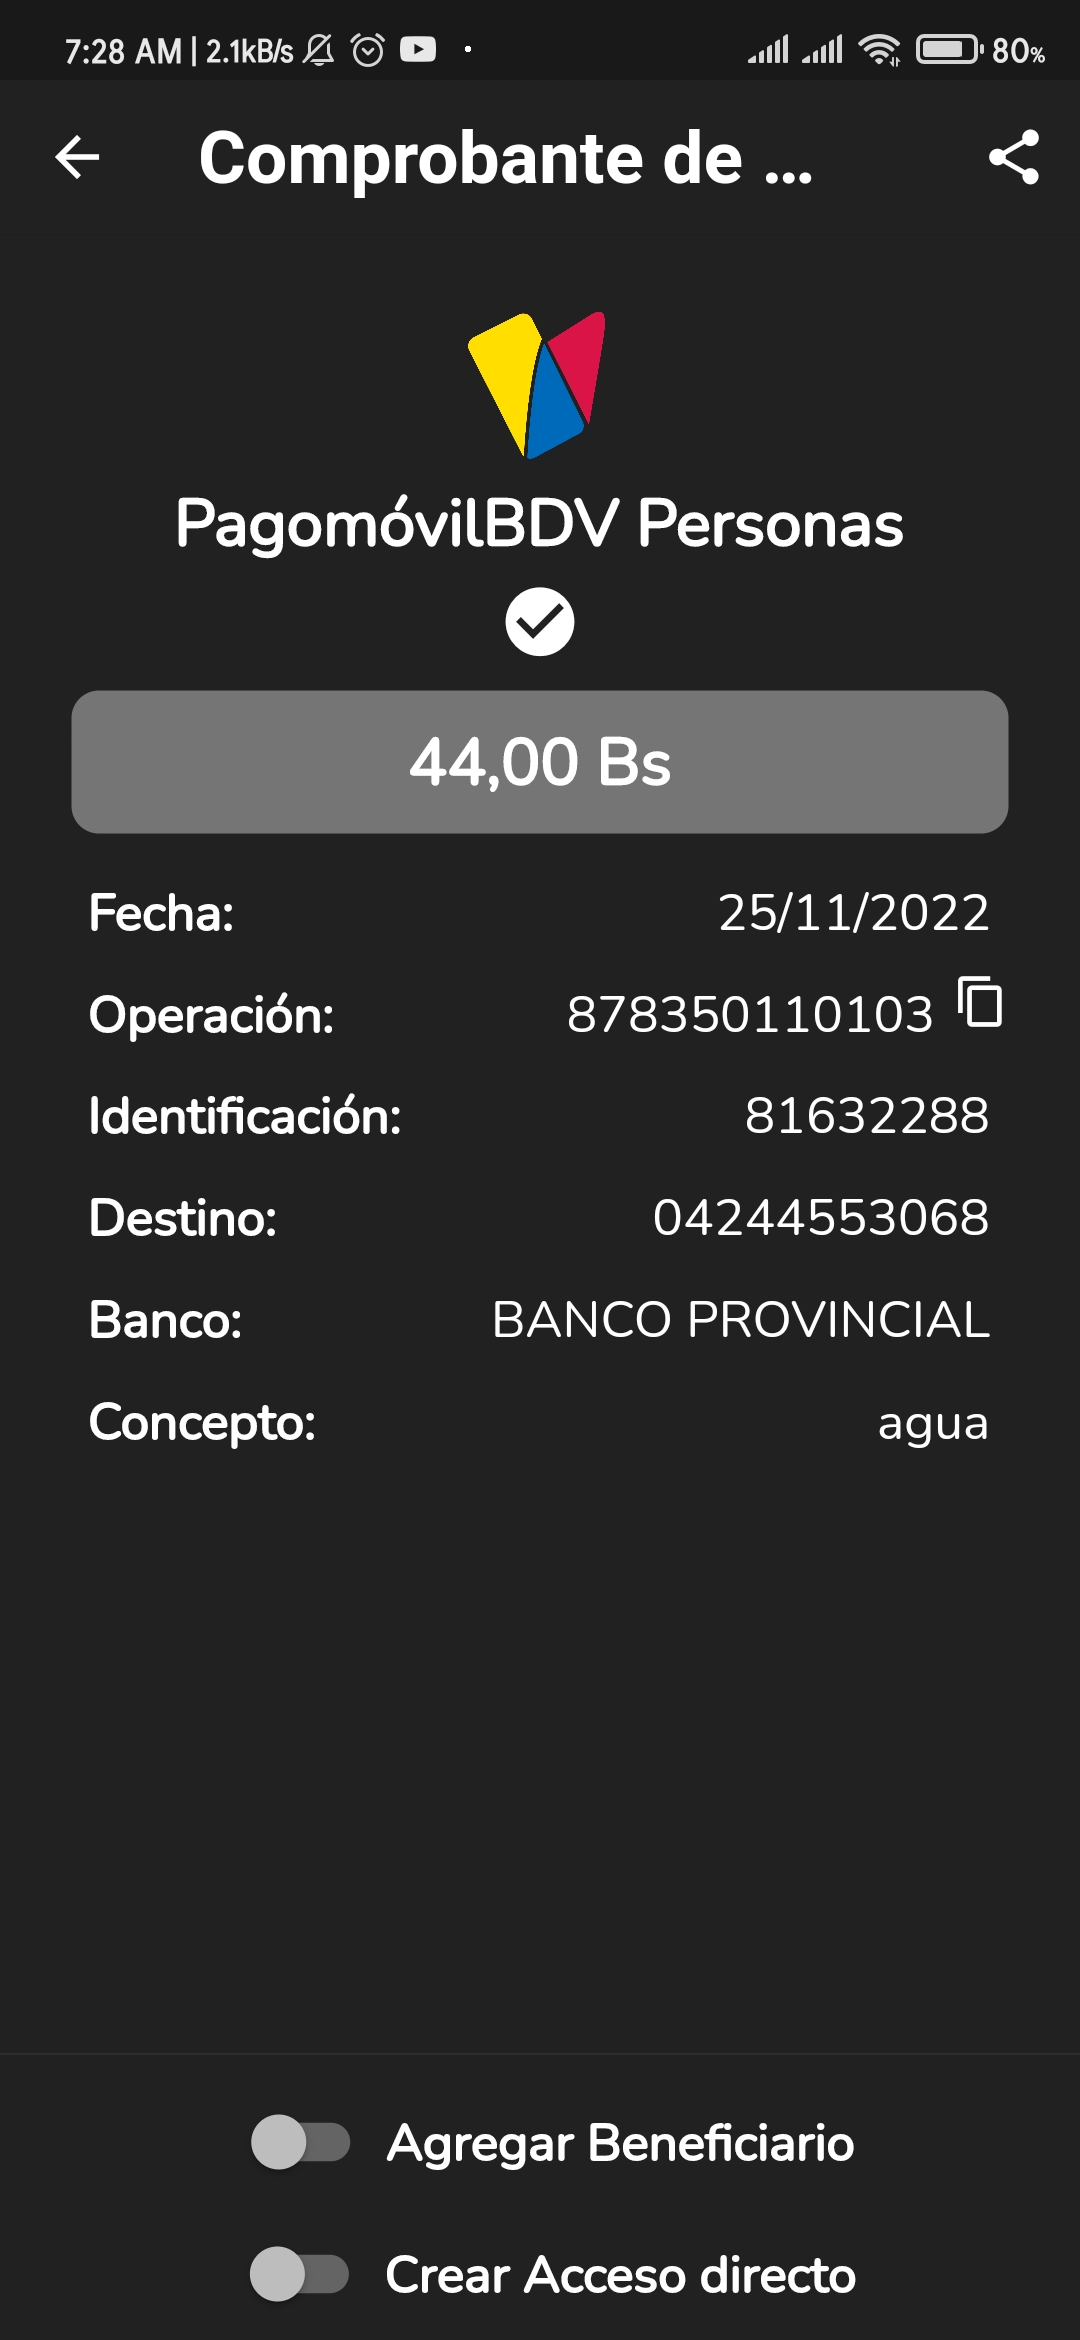 7:28 AM | 2.1kB/s 80%
Comprobante de ...
PagomóvilBDV Personas
44,00 Bs
Fecha: 25/11/2022
Operación: 878350110103
Identificación: 81632288
Destino: 04244553068
Banco: BANCO PROVINCIAL
Concepto: agua
Agregar Beneficiario
Crear Acceso directo